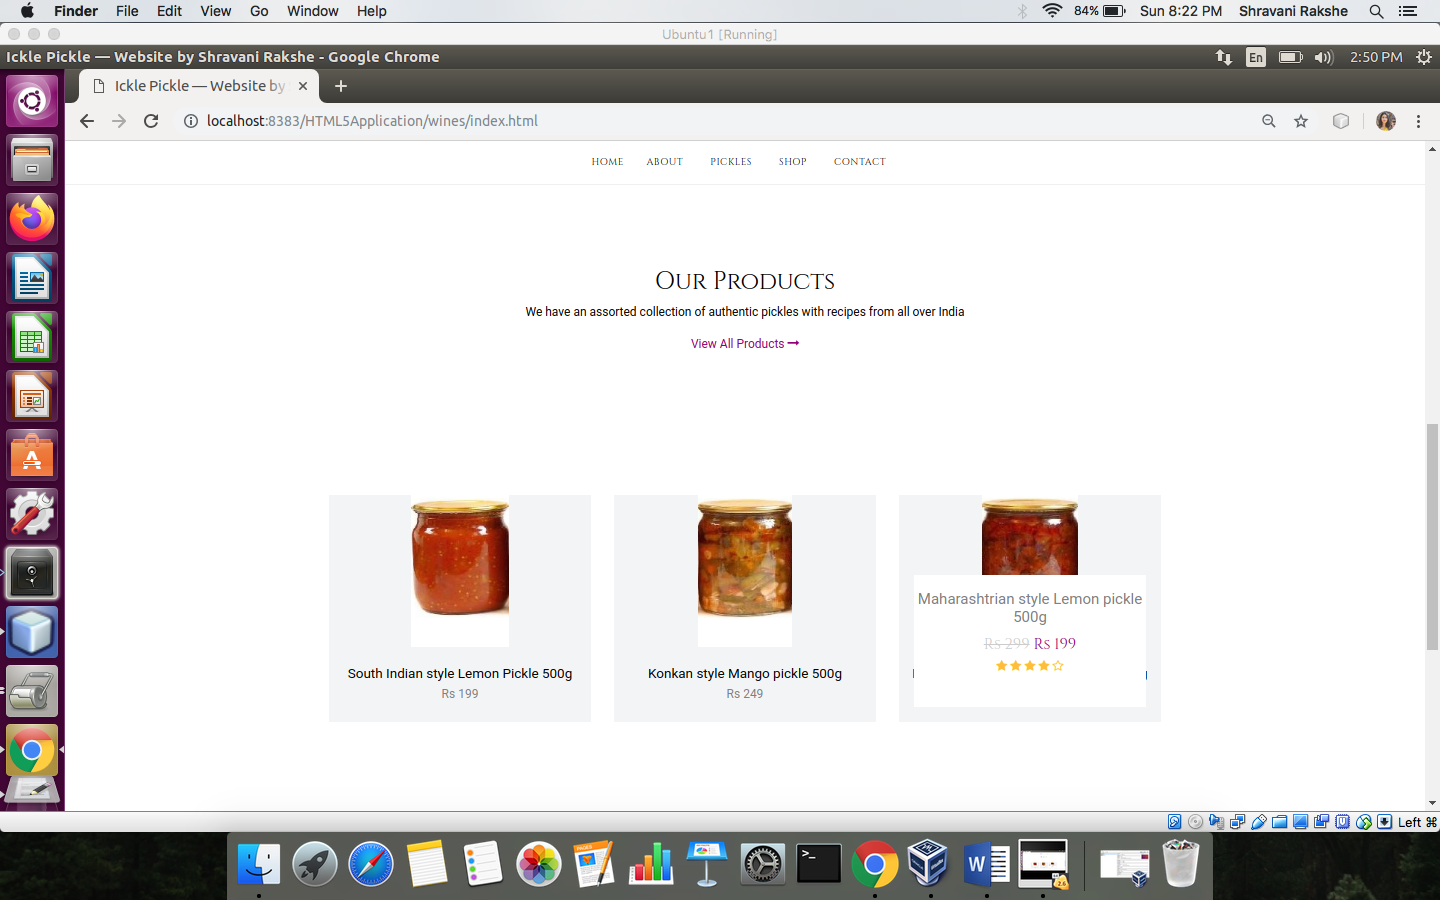 Finder File Edit View Go Window Help 84% Sun 8:22 PM Shravani Rakshe
Ubuntu1 [Running]
Ickle Pickle — Website by Shravani Rakshe - Google Chrome En 2:50 PM
Ickle Pickle — Website by
localhost:8383/HTML5Application/wines/index.html
HOME ABOUT PICKLES SHOP CONTACT
Our Products
We have an assorted collection of authentic pickles with recipes from all over India
View All Products
Maharashtrian style Lemon pickle
500g
Rs 299 Rs 199
South Indian style Lemon Pickle 500g
Rs 199
Konkan style Mango pickle 500g
Rs 249
Left ⌘